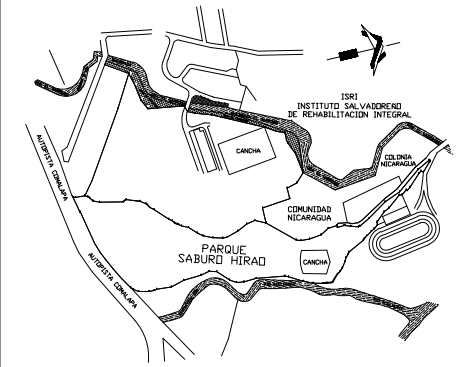 ISRI
INSTITUTO SALVADOREÑO
DE REHABILITACION INTEGRAL
AUTOPISTA COMALAPA
CANCHA
COLONIA
NICARAGUA
COMUNIDAD
NICARAGUA
PARQUE
SABURO HIRAO
CANCHA
AUTOPISTA COMALAPA